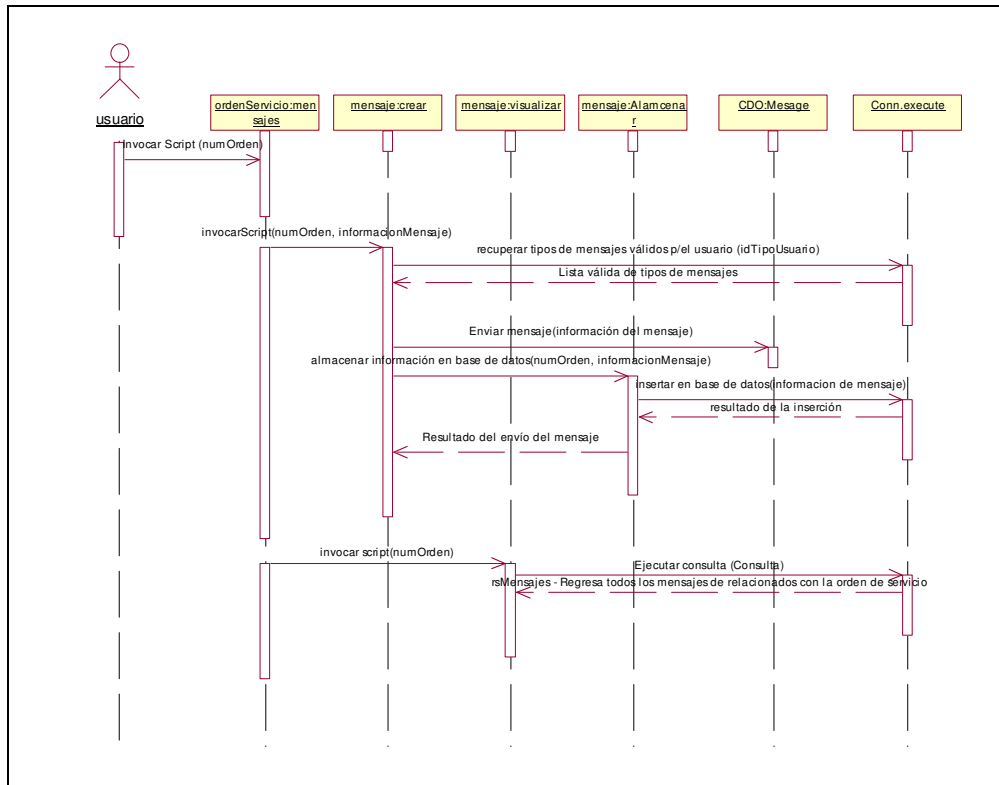 usuario
ordenServicio:men
sajes
mensaje:crear
mensaje:visualizar
mensaje:Alamcena
r
CDO:Mesage
Conn.execute
Invocar Script (numOrden)
invocarScript(numOrden, informacionMensaje)
recuperar tipos de mensajes válidos p/el usuario (idTipoUsuario)
Lista válida de tipos de mensajes
Enviar mensaje(información del mensaje)
almacenar información en base de datos(numOrden, informacionMensaje)
insertar en base de datos(informacion de mensaje)
resultado de la inserción
Resultado del envío del mensaje
invocar script(numOrden)
Ejecutar consulta (Consulta)
rsMensajes - Regresa todos los mensajes de relacionados con la orden de servicio